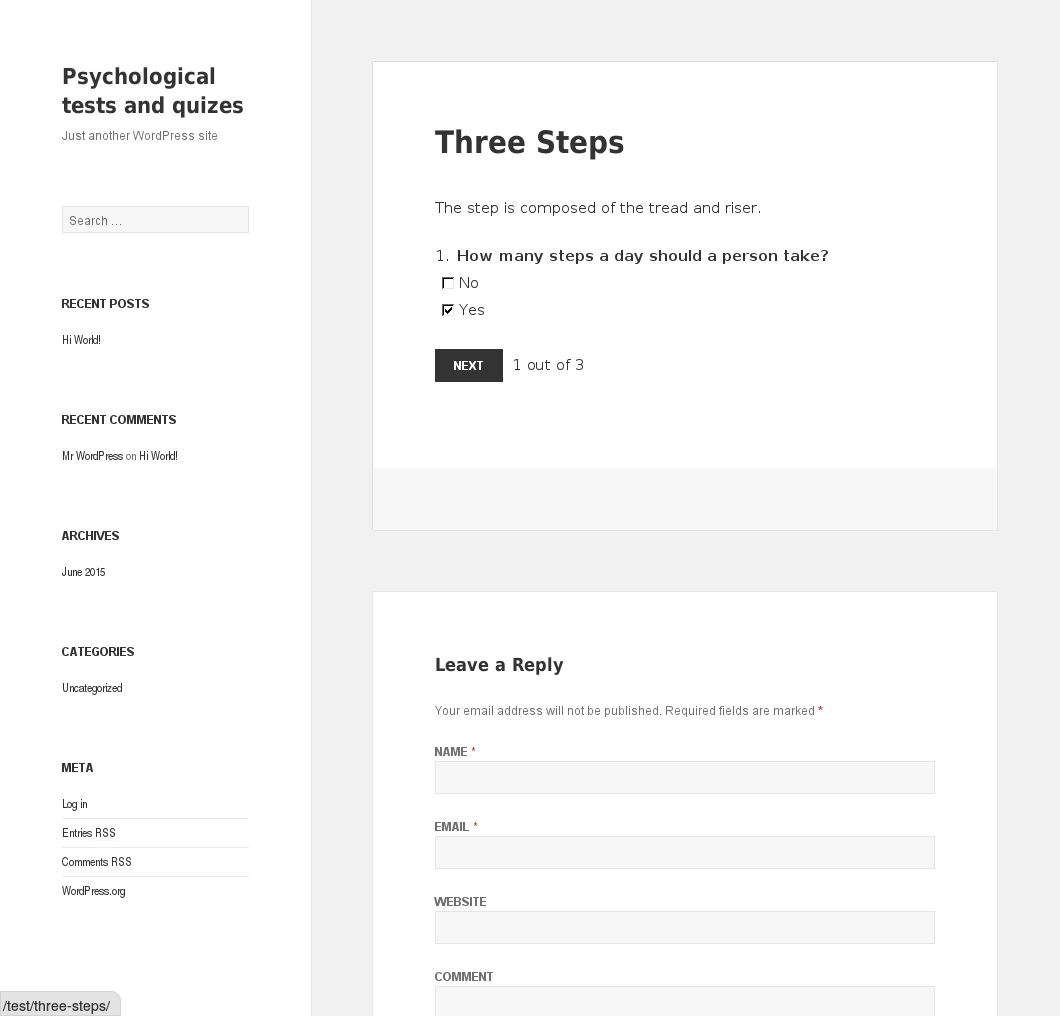 Psychological
tests and quizes
Just another WordPress site
Search ...
RECENT POSTS
Hi World!
RECENT COMMENTS
Mr WordPress on Hi World!
ARCHIVES
June 2015
CATEGORIES
Uncategorized
META
Log in
Entries RSS
Comments RSS
WordPress.org
/test/three-steps/
Three Steps
The step is composed of the tread and riser.
1. How many steps a day should a person take?
No
Yes
NEXT 1 out of 3
Leave a Reply
Your email address will not be published. Required fields are marked *
NAME *
EMAIL *
WEBSITE
COMMENT